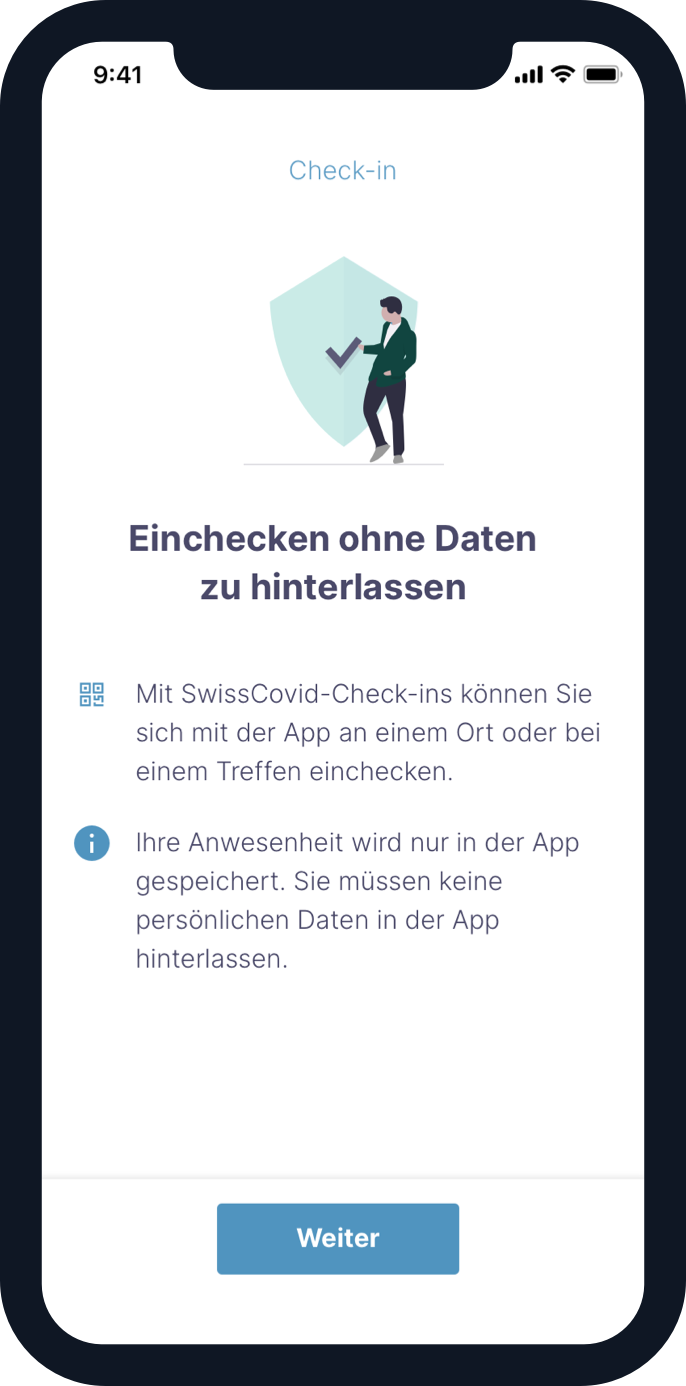 9:41
Check-in
Einchecken ohne Daten
zu hinterlassen
Mit SwissCovid-Check-ins können Sie
sich mit der App an einem Ort oder bei
einem Treffen einchecken.
Ihre Anwesenheit wird nur in der App
gespeichert. Sie müssen keine
persönlichen Daten in der App
hinterlassen.
Weiter